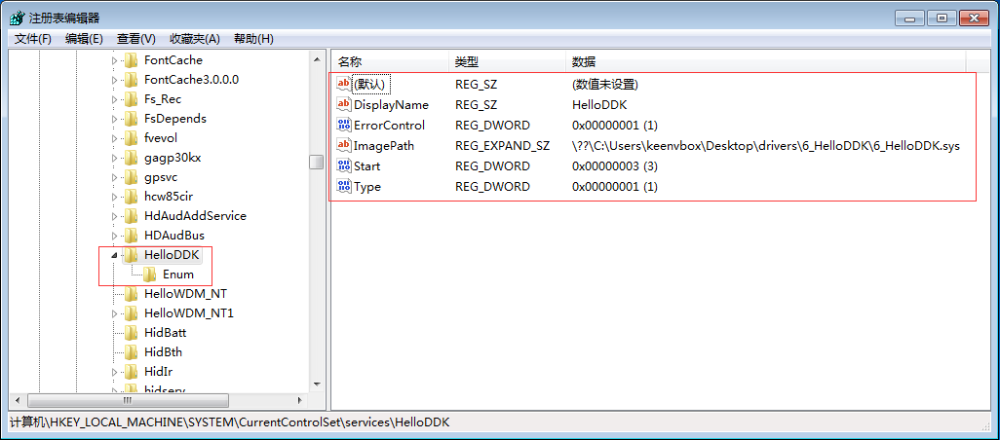 注册表编辑器
文件(F) 编辑(E) 查看(V) 收藏夹(A) 帮助(H)
FontCache
FontCache3.0.0.0
Fs_Rec
FsDepends
fvevol
gagp30kx
gpsvc
hcw85cir
HdAudAddService
HDAudBus
HelloDDK
Enum
HelloWDM_NT
HelloWDM_NT1
HidBatt
HidBth
HidIr
hidserv
名称 类型 数据
(默认) REG_SZ (数值未设置)
DisplayName REG_SZ HelloDDK
ErrorControl REG_DWORD 0x00000001 (1)
ImagePath REG_EXPAND_SZ \??\C:\Users\keenvbox\Desktop\drivers\6_HelloDDK\6_HelloDDK.sys
Start REG_DWORD 0x00000003 (3)
Type REG_DWORD 0x00000001 (1)
计算机\HKEY_LOCAL_MACHINE\SYSTEM\CurrentControlSet\services\HelloDDK